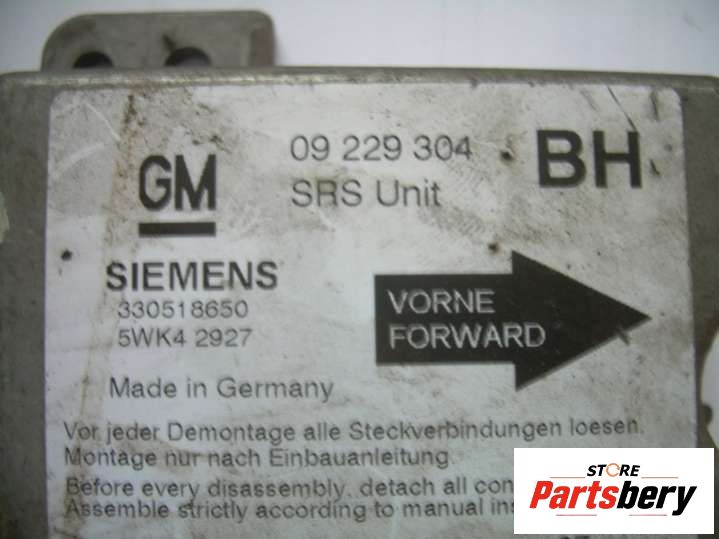 09 229 304 BH
GM
SRS Unit
SIEMENS
330518650
5WK4 2927
VORNE
FORWARD
Made in Germany
Vor jeder Demontage alle Steckverbindungen loesen.
Montage nur nach Einbauanleitung.
Before every disassembly, detach all
Assemble strictly according to manual
STORE
Partsbery